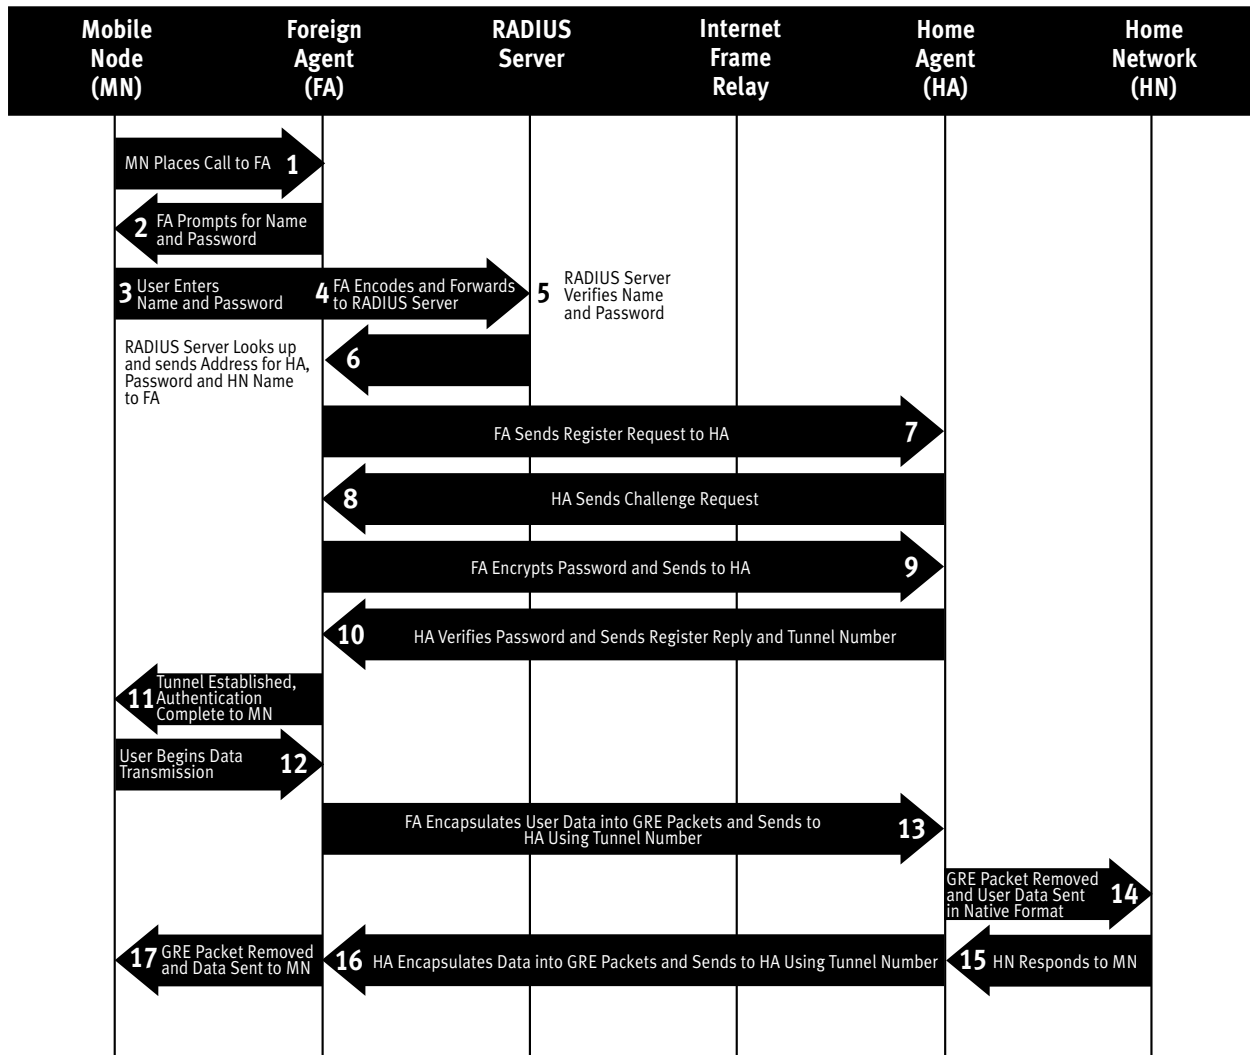 Mobile
Node
(MN)
Foreign
Agent
(FA)
RADIUS
Server
Internet
Frame
Relay
Home
Agent
(HA)
Home
Network
(HN)
MN Places Call to FA 1
2 FA Prompts for Name
and Password
3 User Enters
Name and Password
4 FA Encodes and Forwards
to RADIUS Server
5 RADIUS Server
Verifies Name
and Password
RADIUS Server Looks up
and sends Address for HA,
Password and HN Name
to FA
6
FA Sends Register Request to HA 7
8 HA Sends Challenge Request
FA Encrypts Password and Sends to HA 9
10 HA Verifies Password and Sends Register Reply and Tunnel Number
11 Tunnel Established,
Authentication
Complete to MN
User Begins Data
Transmission 12
FA Encapsulates User Data into GRE Packets and Sends to
HA Using Tunnel Number 13
GRE Packet Removed
and User Data Sent
in Native Format 14
17 GRE Packet Removed
and Data Sent to MN
16 HA Encapsulates Data into GRE Packets and Sends to HA Using Tunnel Number
15 HN Responds to MN